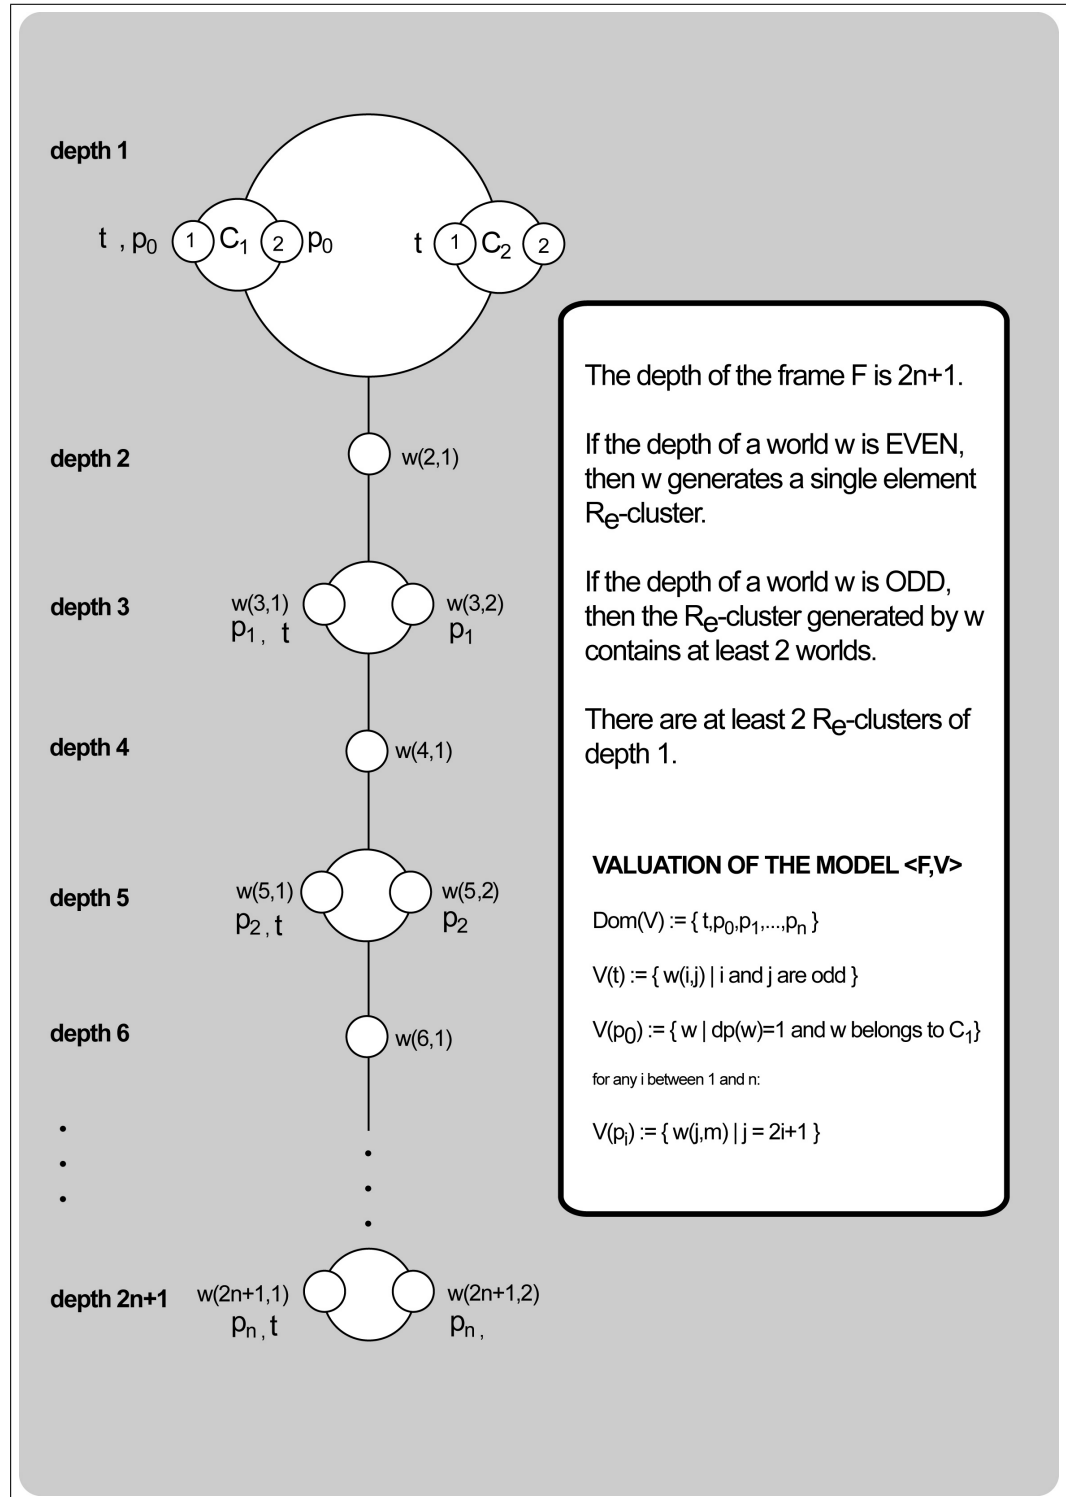 depth 1
t , p₀ 1 C₁ 2 p₀ t 1 C₂ 2
depth 2 w(2,1)
depth 3 w(3,1) w(3,2)
p₁, t p₁
depth 4 w(4,1)
depth 5 w(5,1) w(5,2)
p₂, t p₂
depth 6 w(6,1)
depth 2n+1 w(2n+1,1) w(2n+1,2)
pₙ, t pₙ,
The depth of the frame F is 2n+1.
If the depth of a world w is EVEN,
then w generates a single element
Rₑ-cluster.
If the depth of a world w is ODD,
then the Rₑ-cluster generated by w
contains at least 2 worlds.
There are at least 2 Rₑ-clusters of
depth 1.
VALUATION OF THE MODEL <F,V>
Dom(V) := { t,p₀,p₁,...,pₙ }
V(t) := { w(i,j) | i and j are odd }
V(p₀) := { w | dp(w)=1 and w belongs to C₁}
for any i between 1 and n:
V(pᵢ) := { w(j,m) | j = 2i+1 }